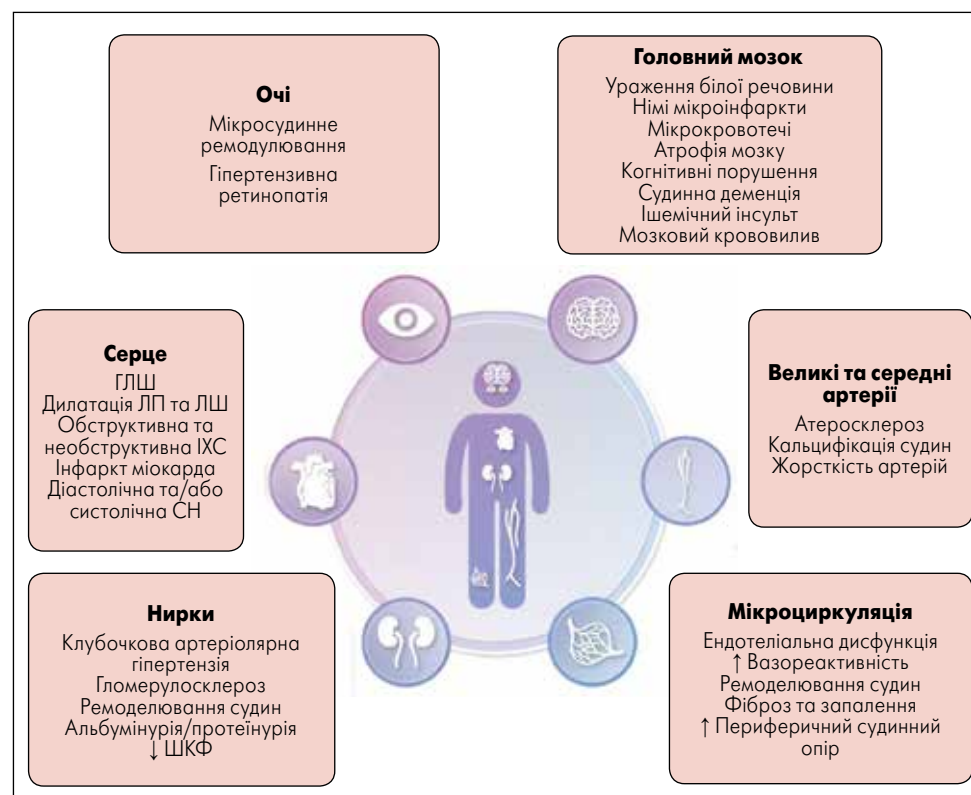 Очі
Мікросудинне
ремодулювання
Гіпертензивна
ретинопатія
Головний мозок
Ураження білої речовини
Німі мікроінфаркти
Мікрокровотечі
Атрофія мозку
Когнітивні порушення
Судинна деменція
Ішемічний інсульт
Мозковий крововилив
Серце
ГЛШ
Дилатація ЛП та ЛШ
Обструктивна та
необструктивна ІХС
Інфаркт міокарда
Діастолічна та/або
систолічна СН
Великі та середні
артерії
Атеросклероз
Кальцифікація судин
Жорсткість артерій
Нирки
Клубочкова артеріолярна
гіпертензія
Гломерулосклероз
Ремоделювання судин
Альбумінурія/протеїнурія
↓ ШКФ
Мікроциркуляція
Ендотеліальна дисфункція
↑ Вазореактивність
Ремоделювання судин
Фіброз та запалення
↑ Периферичний судинний
опір